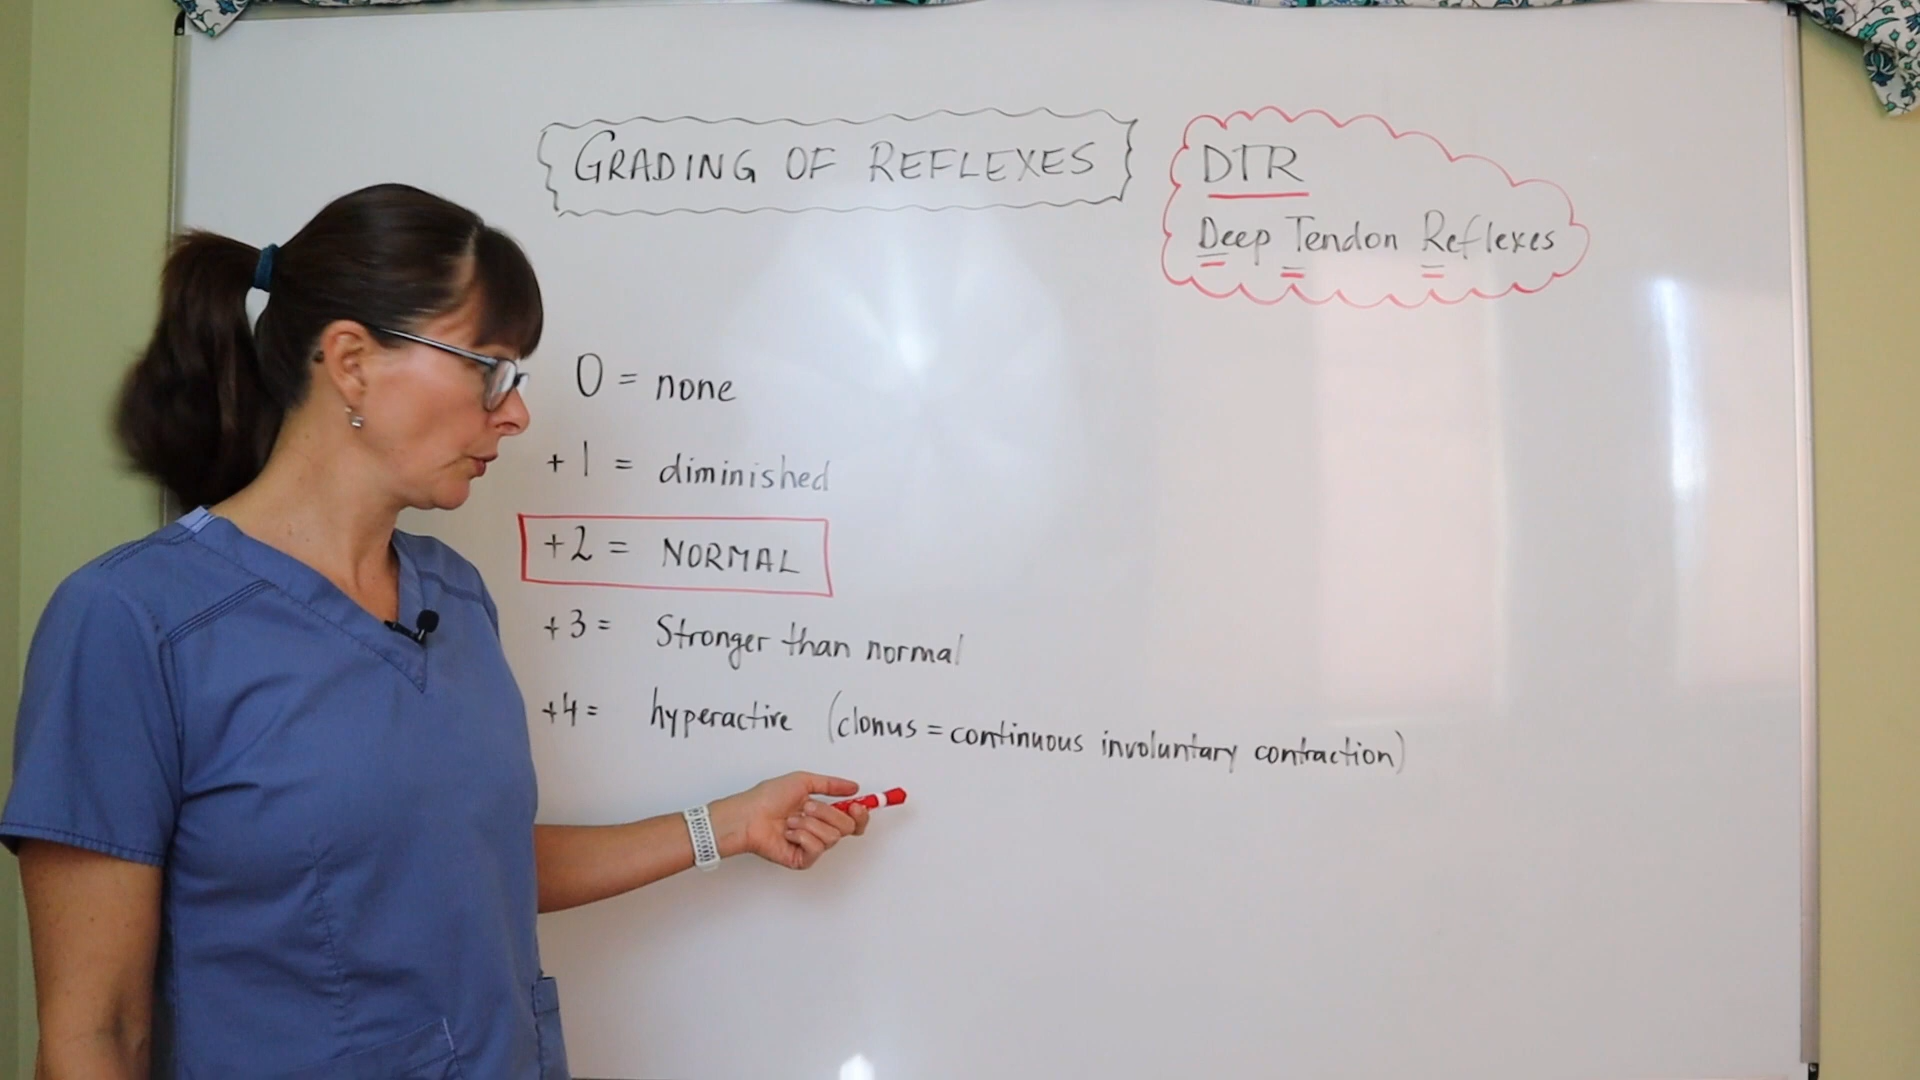 GRADING OF REFLEXES
DTR
Deep Tendon Reflexes
0 = none
+1 = diminished
+2 = NORMAL
+3 = Stronger than normal
+4 = hyperactive (clonus = continuous involuntary contraction)